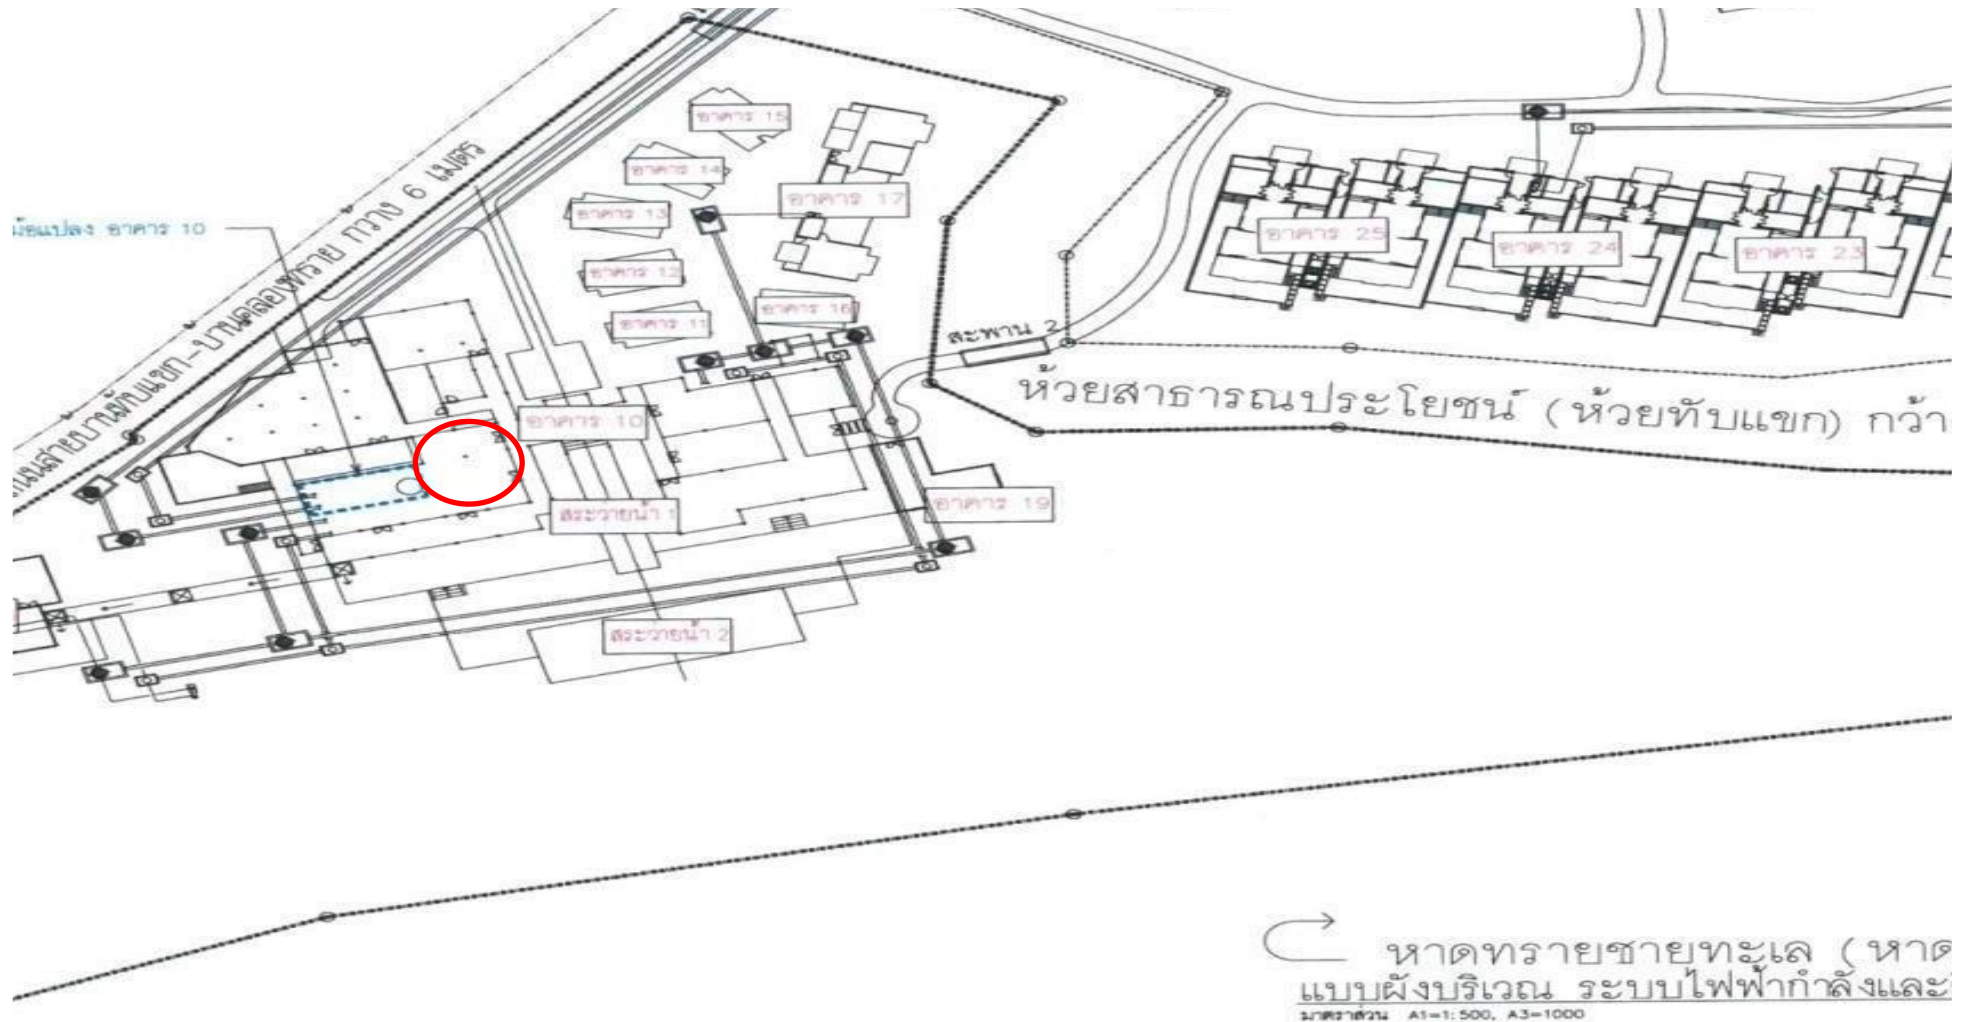 อาคาร 15
อาคาร 14
อาคาร 13
อาคาร 17
หม้อแปลง อาคาร 10
อาคาร 12
อาคาร 11
อาคาร 16
อาคาร 25
อาคาร 24
อาคาร 23
สะพาน 2
ถนนสายบ้านทับแขก-บ้านคลองทราย กว้าง 6 เมตร
ห้วยสาธารณประโยชน์ (ห้วยทับแขก) กว้า
อาคาร 10
สระว่ายน้ำ 1
อาคาร 19
สระว่ายน้ำ 2
หาดทรายชายทะเล (หาด
แบบผังบริเวณ ระบบไฟฟ้ากำลังและ
มาตราส่วน A1=1:500, A3=1000